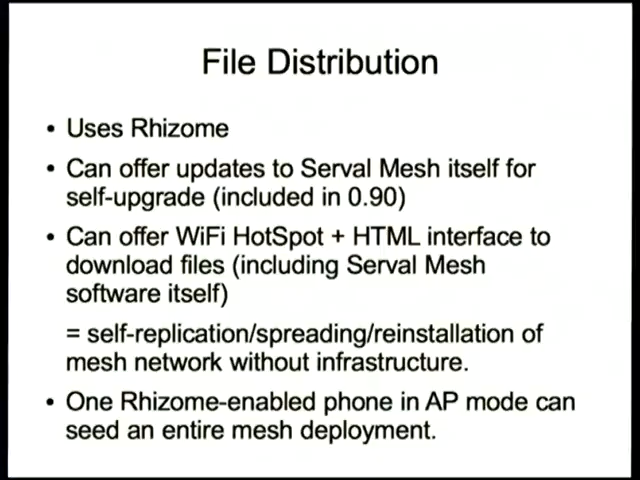 File Distribution
• Uses Rhizome
• Can offer updates to Serval Mesh itself for
self-upgrade (included in 0.90)
• Can offer WiFi HotSpot + HTML interface to
download files (including Serval Mesh
software itself)
= self-replication/spreading/reinstallation of
mesh network without infrastructure.
• One Rhizome-enabled phone in AP mode can
seed an entire mesh deployment.